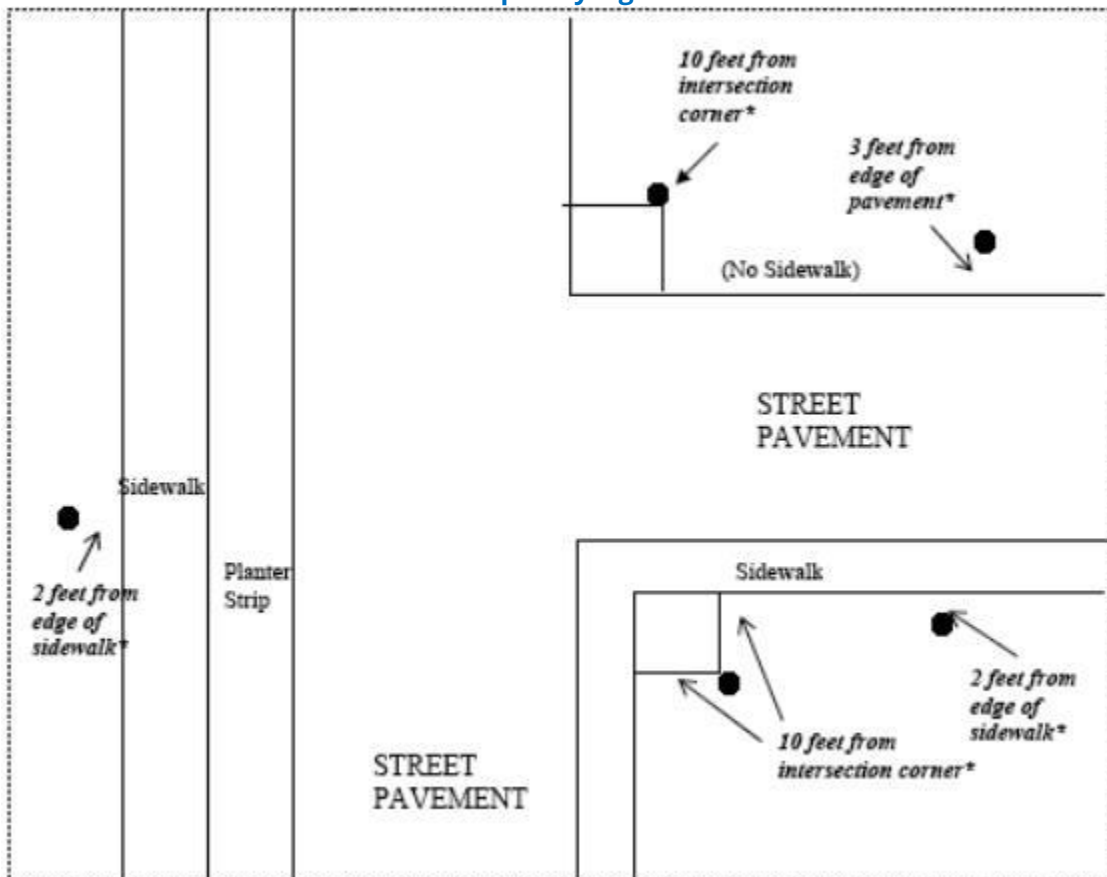 10 feet from
intersection
corner*
3 feet from
edge of
pavement*
(No Sidewalk)
STREET
PAVEMENT
Sidewalk
2 feet from
edge of
sidewalk*
Planter
Strip
Sidewalk
2 feet from
edge of
sidewalk*
10 feet from
intersection corner*
STREET
PAVEMENT